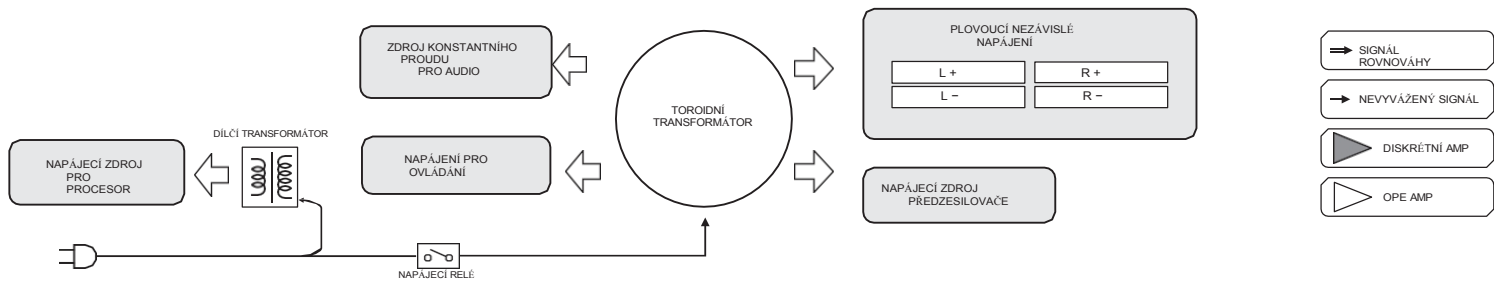 ZDROJ KONSTANTNÍHO
PROUDU
PRO AUDIO
PLOVOUCÍ NEZÁVISLÉ
NAPÁJENÍ
L +
R +
L −
R −
TOROIDNÍ
TRANSFORMÁTOR
DÍLČÍ TRANSFORMÁTOR
NAPÁJECÍ ZDROJ
PRO
PROCESOR
NAPÁJENÍ PRO
OVLÁDÁNÍ
NAPÁJECÍ ZDROJ
PŘEDZESILOVAČE
NAPÁJECÍ RELÉ
SIGNÁL
ROVNOVÁHY
NEVYVÁŽENÝ SIGNÁL
DISKRÉTNÍ AMP
OPE AMP